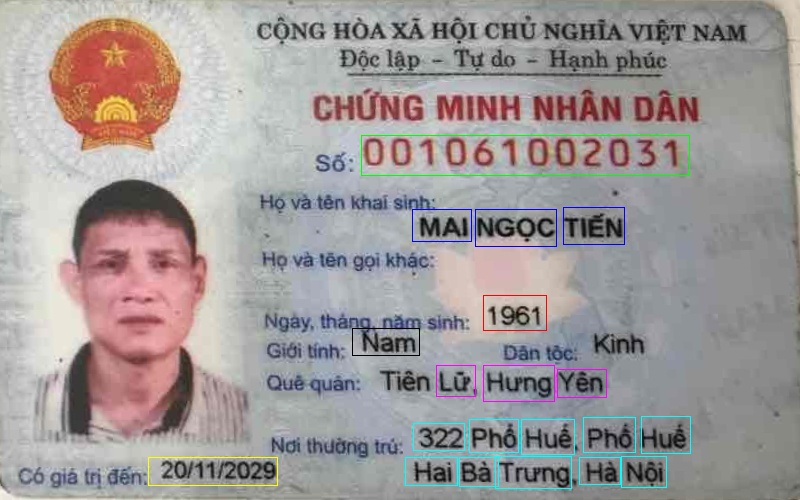 CỘNG HÒA XÃ HỘI CHỦ NGHĨA VIỆT NAM
Độc lập - Tự do - Hạnh phúc
CHỨNG MINH NHÂN DÂN
Số: 001061002031
Họ và tên khai sinh:
MAI NGỌC TIẾN
Họ và tên gọi khác:
Ngày, tháng, năm sinh: 1961
Giới tính: Nam Dân tộc: Kinh
Quê quán: Tiên Lữ, Hưng Yên
Nơi thường trú: 322 Phố Huế, Phố Huế
Có giá trị đến: 20/11/2029 Hai Bà Trưng, Hà Nội